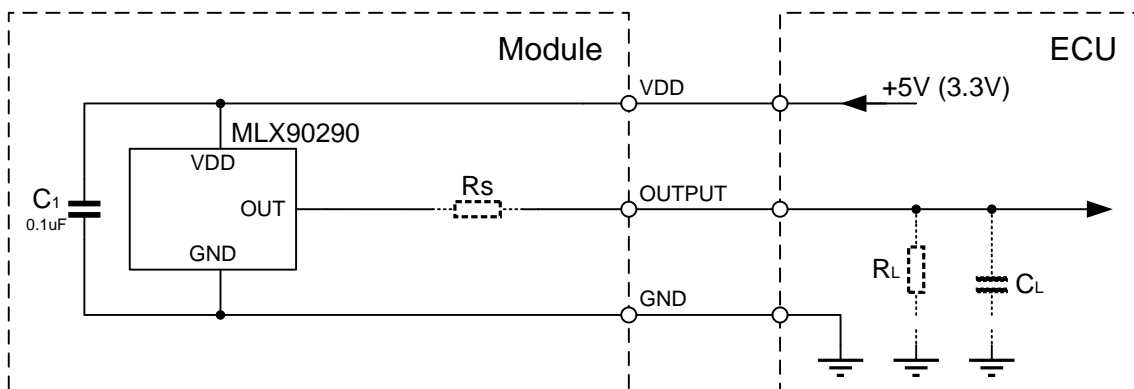 Module
ECU
VDD
+5V (3.3V)
MLX90290
VDD
C1
0.1uF
OUT
Rs
OUTPUT
GND
RL
CL
GND